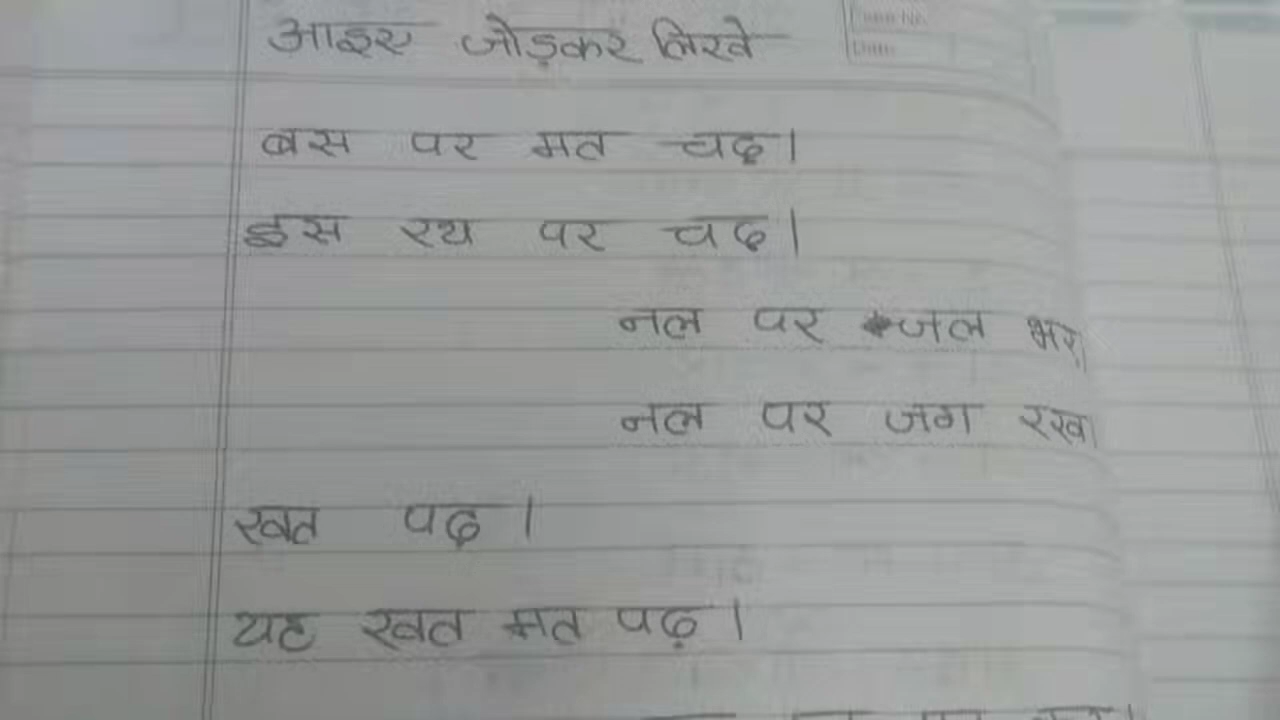 आइए जोड़कर लिखे
बस पर मत चढ़।
इस रथ पर चढ।
नल पर जल भर।
नल पर जग रख।
खत पढ।
यह खत मत पढ़।